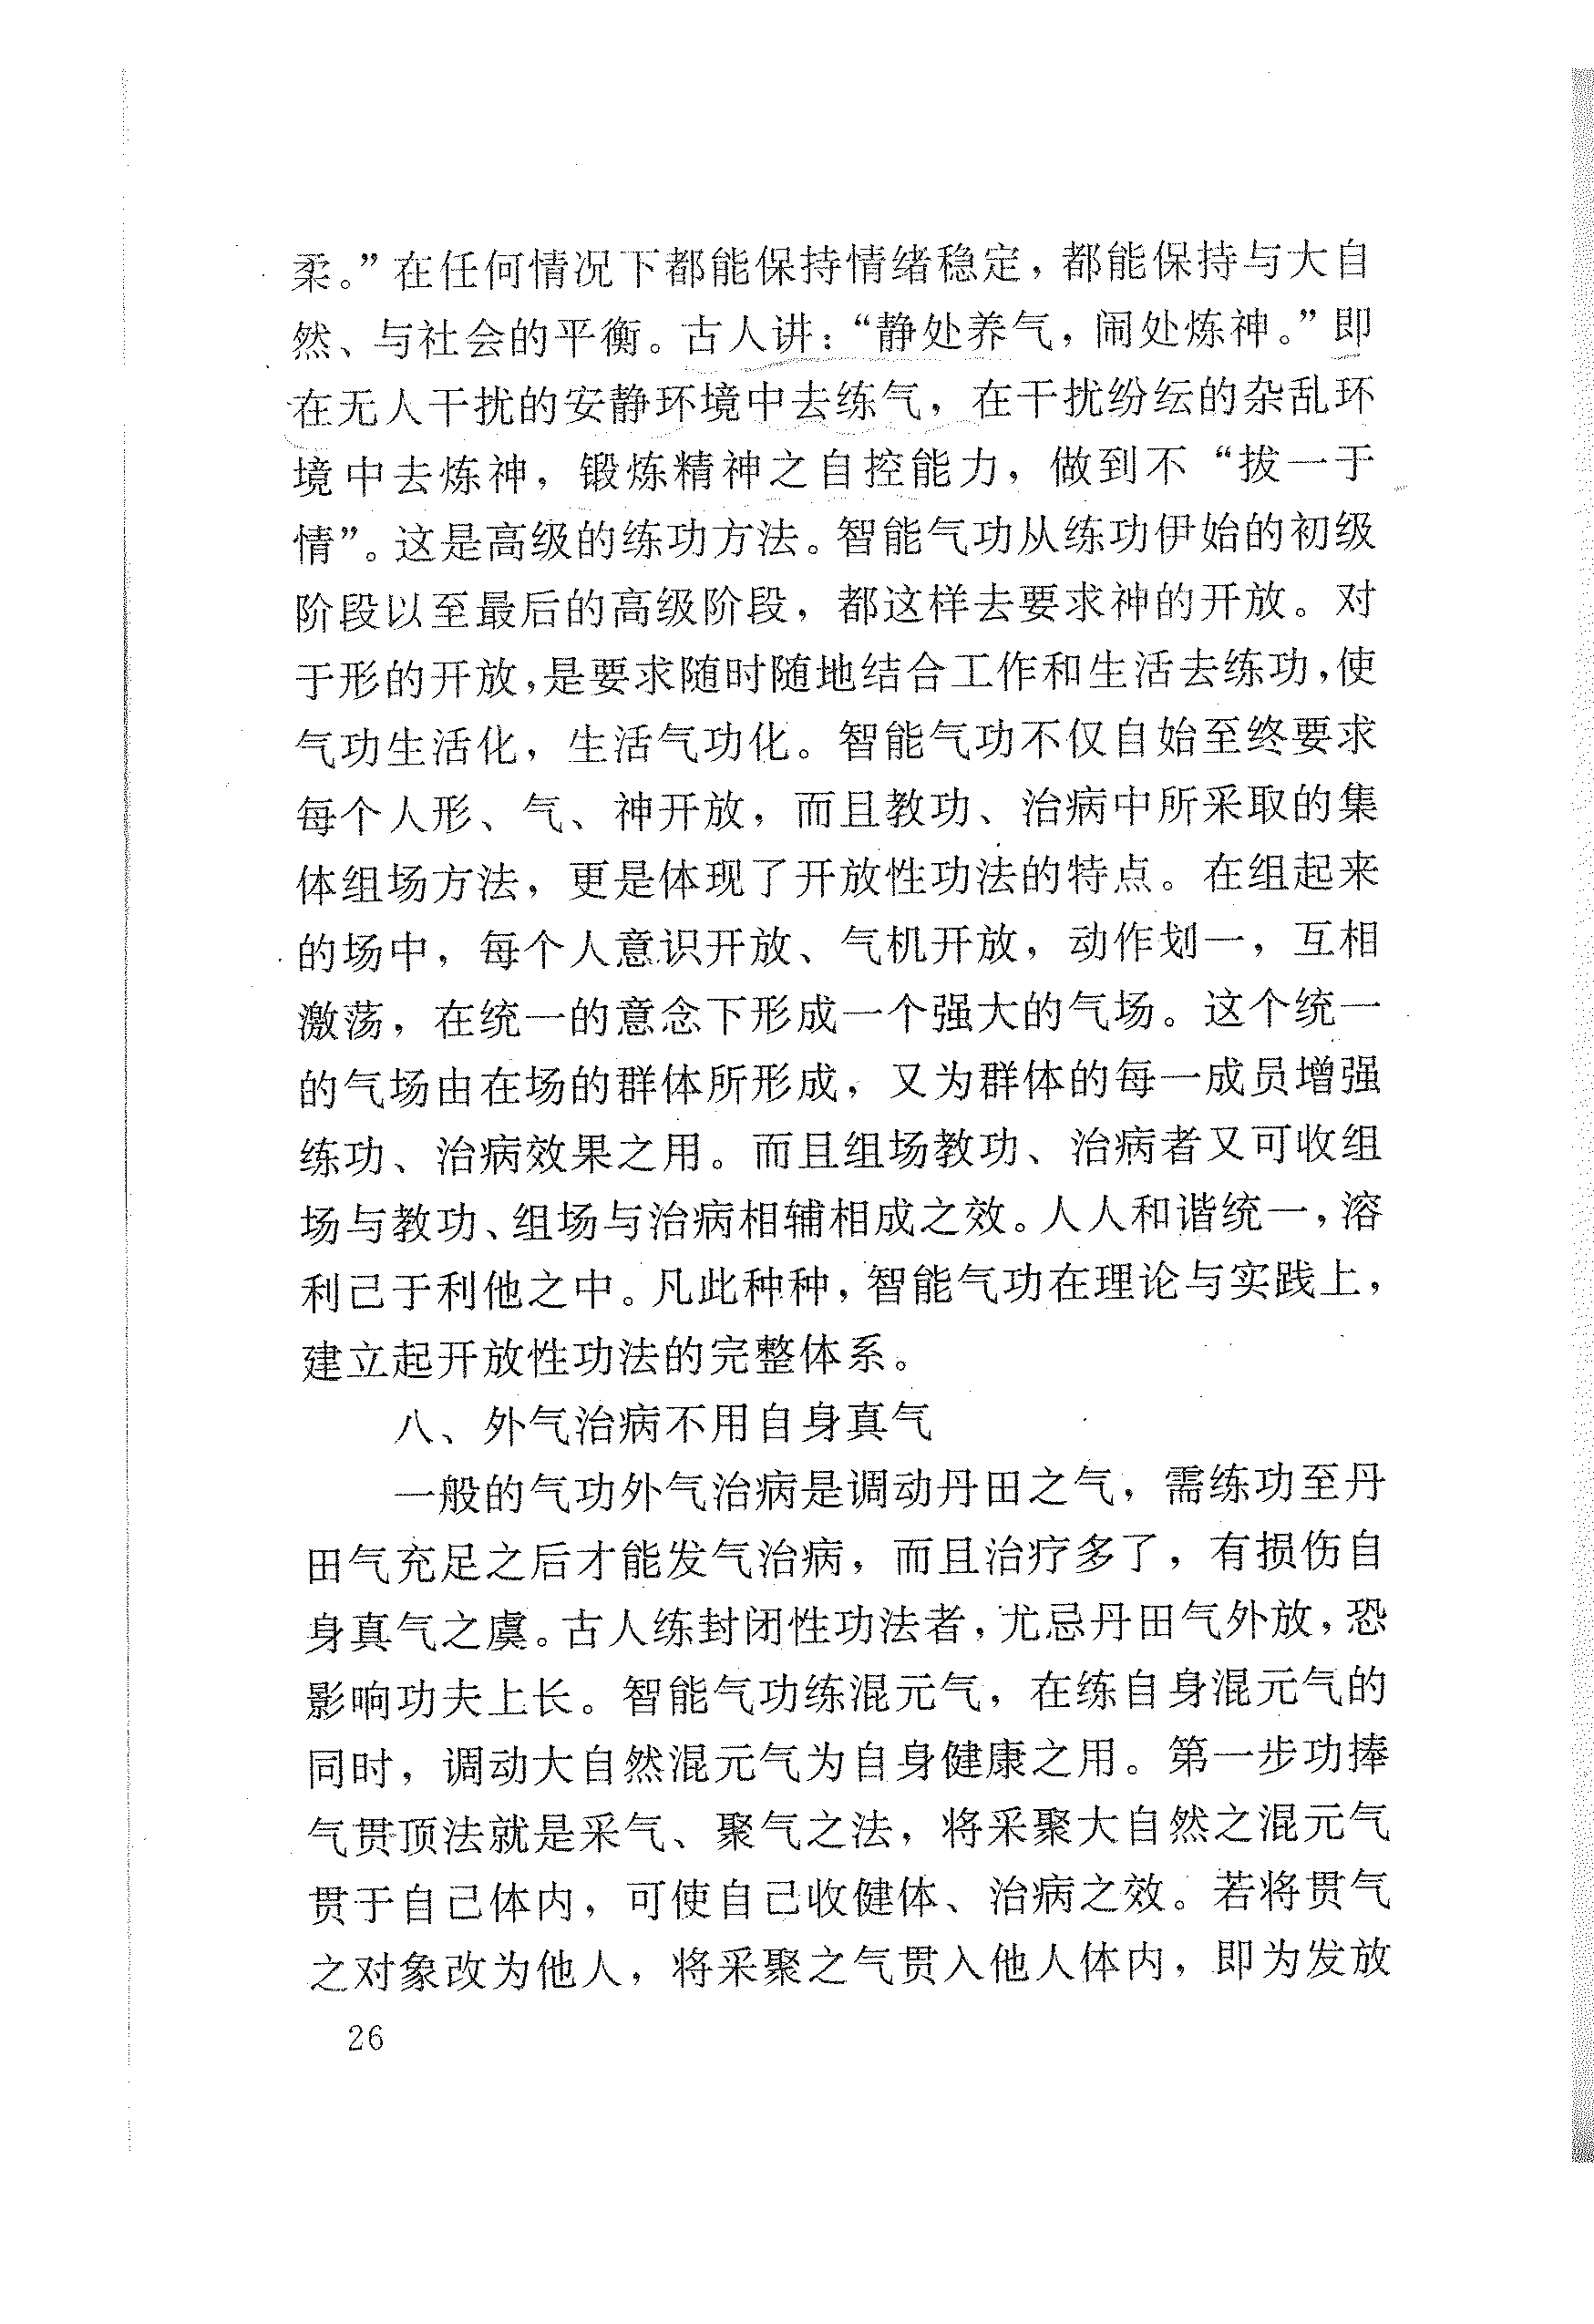 柔。”在任何情况下都能保持情绪稳定，都能保持与大自
然、与社会的平衡。古人讲：“静处养气，闹处炼神。”即
在无人干扰的安静环境中去练气，在干扰纷纭的杂乱环
境中去炼神，锻炼精神之自控能力，做到不“拔一于
情”。这是高级的练功方法。智能气功从练功伊始的初级
阶段以至最后的高级阶段，都这样去要求神的开放。对
于形的开放，是要求随时随地结合工作和生活去练功，使
气功生活化，生活气功化。智能气功不仅自始至终要求
每个人形、气、神开放，而且教功、治病中所采取的集
体组场方法，更是体现了开放性功法的特点。在组起来
的场中，每个人意识开放、气机开放，动作划一，互相
激荡，在统一的意念下形成一个强大的气场。这个统一
的气场由在场的群体所形成，又为群体的每一成员增强
练功、治病效果之用。而且组场教功、治病者又可收组
场与教功、组场与治病相辅相成之效。人人和谐统一，溶
利己于利他之中。凡此种种，智能气功在理论与实践上，
建立起开放性功法的完整体系。
八、外气治病不用自身真气
一般的气功外气治病是调动丹田之气，需练功至丹
田气充足之后才能发气治病，而且治疗多了，有损伤自
身真气之虞。古人练封闭性功法者，尤忌丹田气外放，恐
影响功夫上长。智能气功练混元气，在练自身混元气的
同时，调动大自然混元气为自身健康之用。第一步功捧
气贯顶法就是采气、聚气之法，将采聚大自然之混元气
贯于自己体内，可使自己收健体、治病之效。若将贯气
之对象改为他人，将采聚之气贯入他人体内，即为发放
26